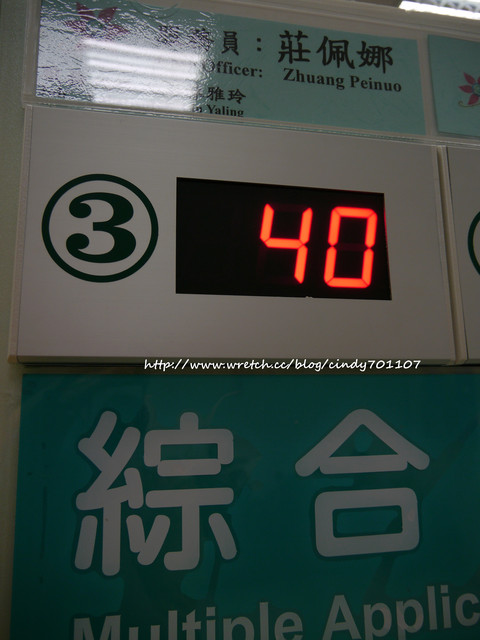 員：莊佩娜
Officer: Zhuang Peinuo
雅玲
Yaling
3 40
http://www.wretch.cc/blog/cindy701107
綜合
Multiple Applic